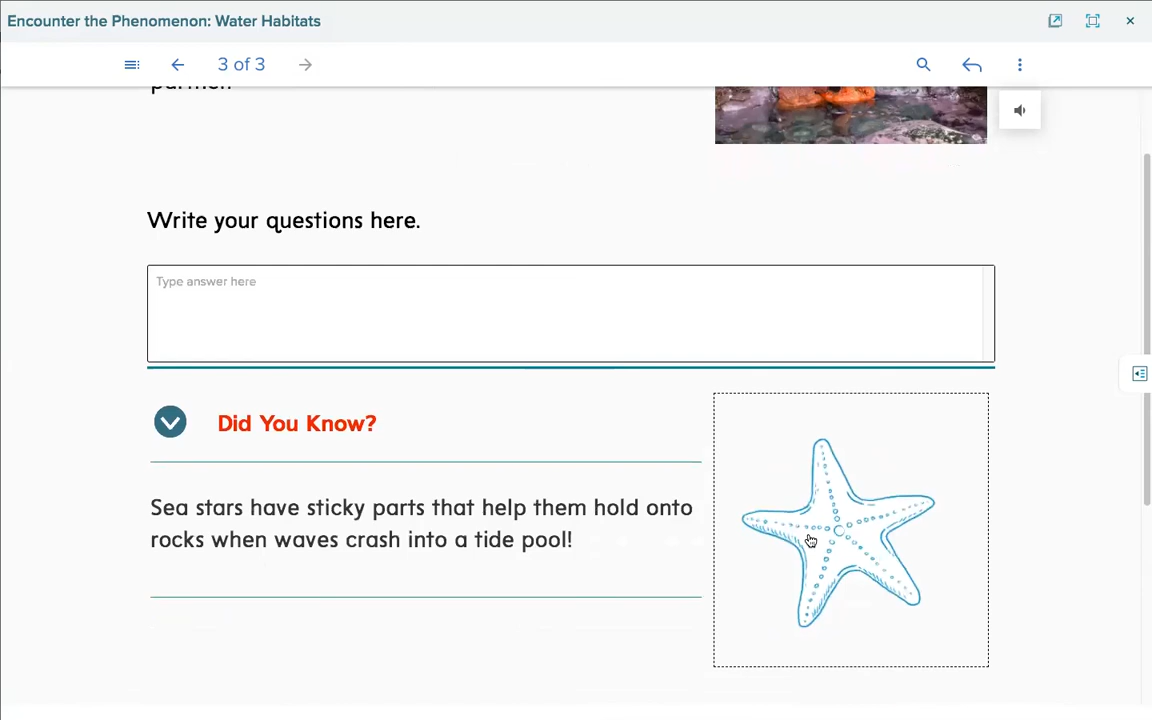 Encounter the Phenomenon: Water Habitats
3 of 3
Write your questions here.
Type answer here
Did You Know?
Sea stars have sticky parts that help them hold onto
rocks when waves crash into a tide pool!